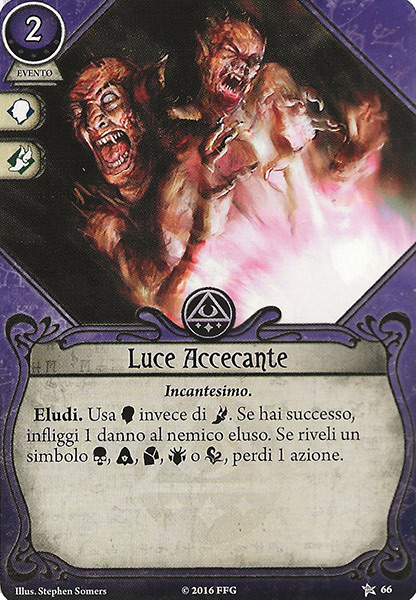 2
EVENTO
Luce Accecante
Incantesimo.
Eludi. Usa invece di . Se hai successo,
infliggi 1 danno al nemico eluso. Se riveli un
simbolo , , , o , perdi 1 azione.
Illus. Stephen Somers © 2016 FFG 66